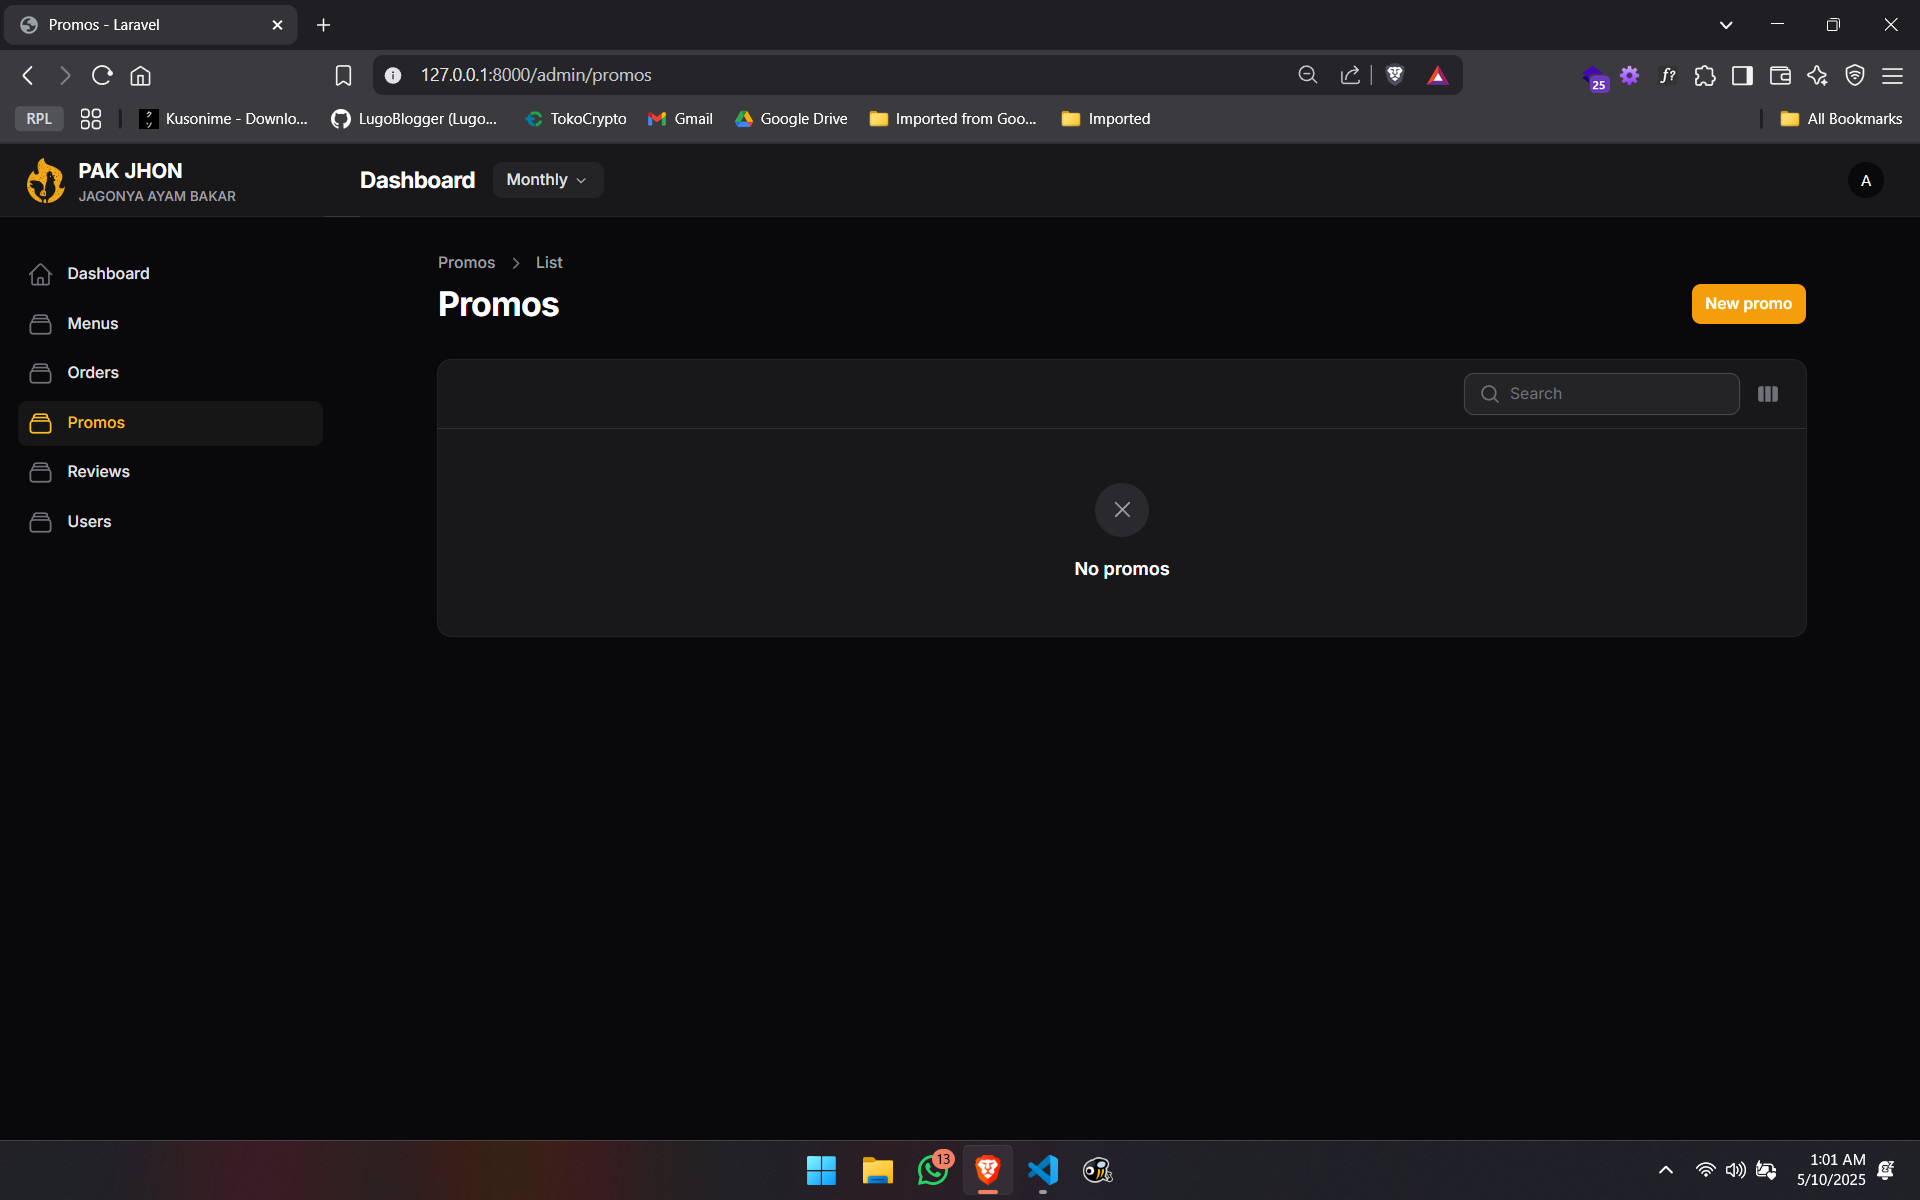 Promos - Laravel
127.0.0.1:8000/admin/promos
25
f?
RPL
Kusonime - Downlo...
LugoBlogger (Lugo...
TokoCrypto
Gmail
Google Drive
Imported from Goo...
Imported
All Bookmarks
PAK JHON
JAGONYA AYAM BAKAR
Dashboard
Monthly
A
Dashboard
Menus
Orders
Promos
Reviews
Users
Promos > List
Promos
New promo
Search
No promos
13
1:01 AM
5/10/2025